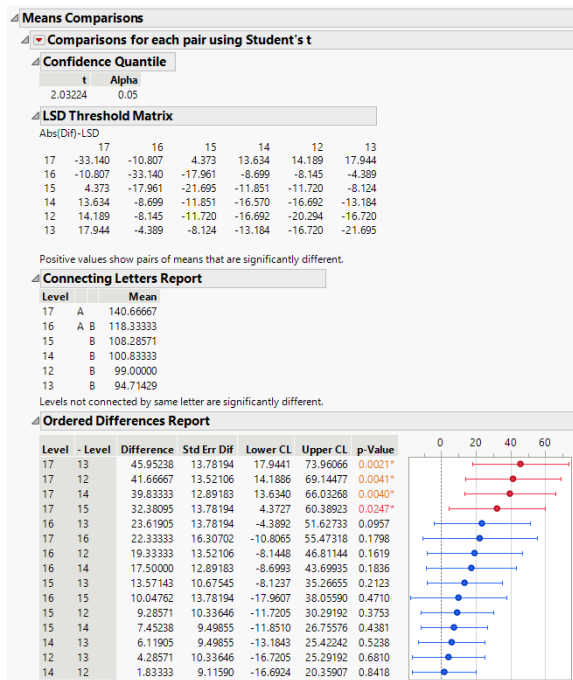 Means Comparisons
Comparisons for each pair using Student's t
Confidence Quantile
t Alpha
2.03224 0.05
LSD Threshold Matrix
Abs(Dif)-LSD
17 16 15 14 12 13
17 -33.140 -10.807 4.373 13.634 14.189 17.944
16 -10.807 -33.140 -17.961 -8.699 -8.145 -4.389
15 4.373 -17.961 -21.695 -11.851 -11.720 -8.124
14 13.634 -8.699 -11.851 -16.570 -16.692 -13.184
12 14.189 -8.145 -11.720 -16.692 -20.294 -16.720
13 17.944 -4.389 -8.124 -13.184 -16.720 -21.695
Positive values show pairs of means that are significantly different.
Connecting Letters Report
Level Mean
17 A 140.66667
16 A B 118.33333
15 B 108.28571
14 B 100.83333
12 B 99.00000
13 B 94.71429
Levels not connected by same letter are significantly different.
Ordered Differences Report
Level - Level Difference Std Err Dif Lower CL Upper CL p-Value 0 20 40 60
17 13 45.95238 13.78194 17.9441 73.96066 0.0021*
17 12 41.66667 13.52106 14.1886 69.14477 0.0041*
17 14 39.83333 12.89183 13.6340 66.03268 0.0040*
17 15 32.38095 13.78194 4.3727 60.38923 0.0247*
16 13 23.61905 13.78194 -4.3892 51.62733 0.0957
17 16 22.33333 16.30702 -10.8065 55.47318 0.1798
16 12 19.33333 13.52106 -8.1448 46.81144 0.1619
16 14 17.50000 12.89183 -8.6993 43.69935 0.1836
15 13 13.57143 10.67545 -8.1237 35.26655 0.2123
16 15 10.04762 13.78194 -17.9607 38.05590 0.4710
15 12 9.28571 10.33646 -11.7205 30.29192 0.3753
15 14 7.45238 9.49855 -11.8510 26.75576 0.4381
14 13 6.11905 9.49855 -13.1843 25.42242 0.5238
12 13 4.28571 10.33646 -16.7205 25.29192 0.6810
14 12 1.83333 9.11590 -16.6924 20.35907 0.8418